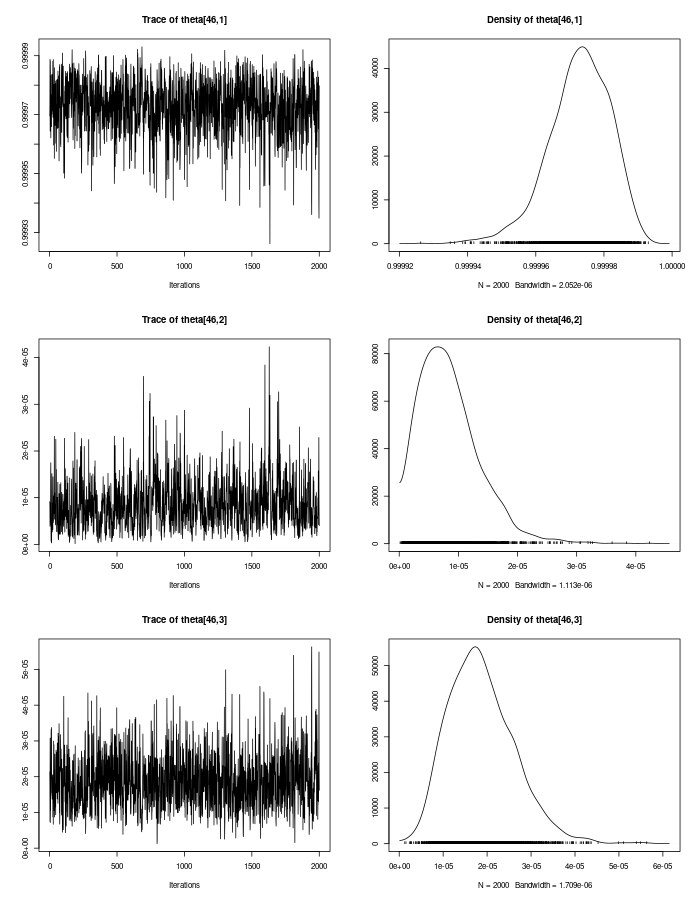 Trace of theta[46,1]
0.99993 0.99995 0.99997 0.99999
0 500 1000 1500 2000
Iterations
Density of theta[46,1]
0 10000 20000 30000 40000
0.99992 0.99994 0.99996 0.99998 1.00000
N = 2000 Bandwidth = 2.052e-06
Trace of theta[46,2]
0e+00 1e-05 2e-05 3e-05 4e-05
0 500 1000 1500 2000
Iterations
Density of theta[46,2]
0 20000 40000 60000 80000
0e+00 1e-05 2e-05 3e-05 4e-05
N = 2000 Bandwidth = 1.113e-06
Trace of theta[46,3]
0e+00 1e-05 2e-05 3e-05 4e-05 5e-05
0 500 1000 1500 2000
Iterations
Density of theta[46,3]
0 10000 20000 30000 40000 50000
0e+00 1e-05 2e-05 3e-05 4e-05 5e-05 6e-05
N = 2000 Bandwidth = 1.709e-06